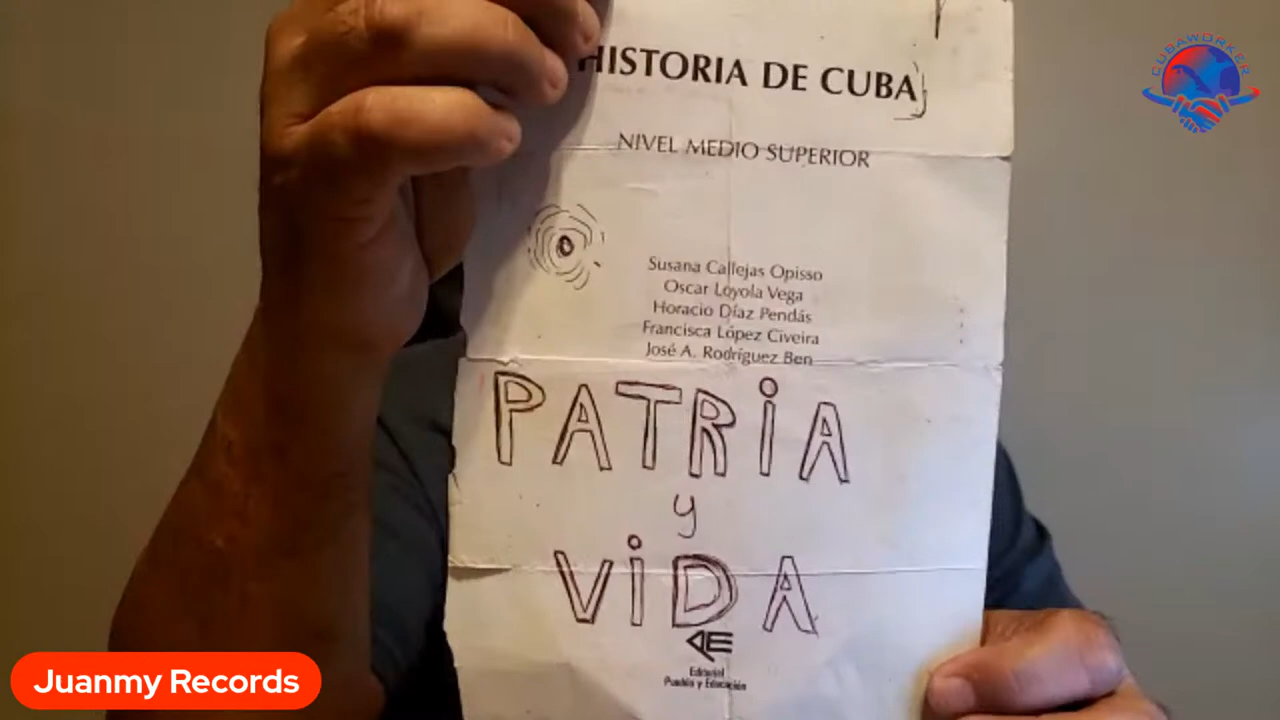 HISTORIA DE CUBA
NIVEL MEDIO SUPERIOR
Susana Callejas Opisso
Oscar Loyola Vega
Horacio Díaz Pendás
Francisca López Civeira
José A. Rodríguez Ben
PATRiA
y
ViDA
Editorial
Pueblo y Educación
CUBAWORKER
Juanmy Records